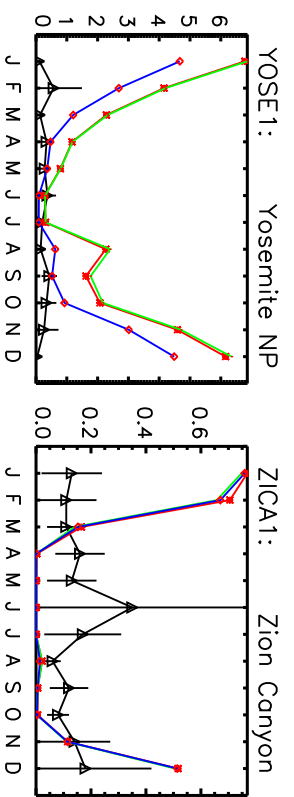 YOSE1: Yosemite NP
0 1 2 3 4 5 6
J F M A M J J A S O N D
ZICA1: Zion Canyon
0.0 0.2 0.4 0.6
J F M A M J J A S O N D